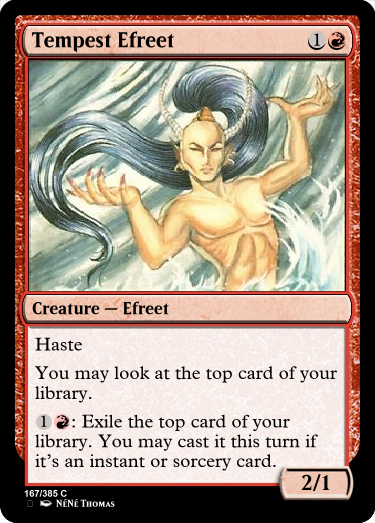 Tempest Efreet 1
Creature — Efreet
Haste
You may look at the top card of your
library.
1 : Exile the top card of your
library. You may cast it this turn if
it's an instant or sorcery card.
2/1
167/385 C
NéNé Thomas